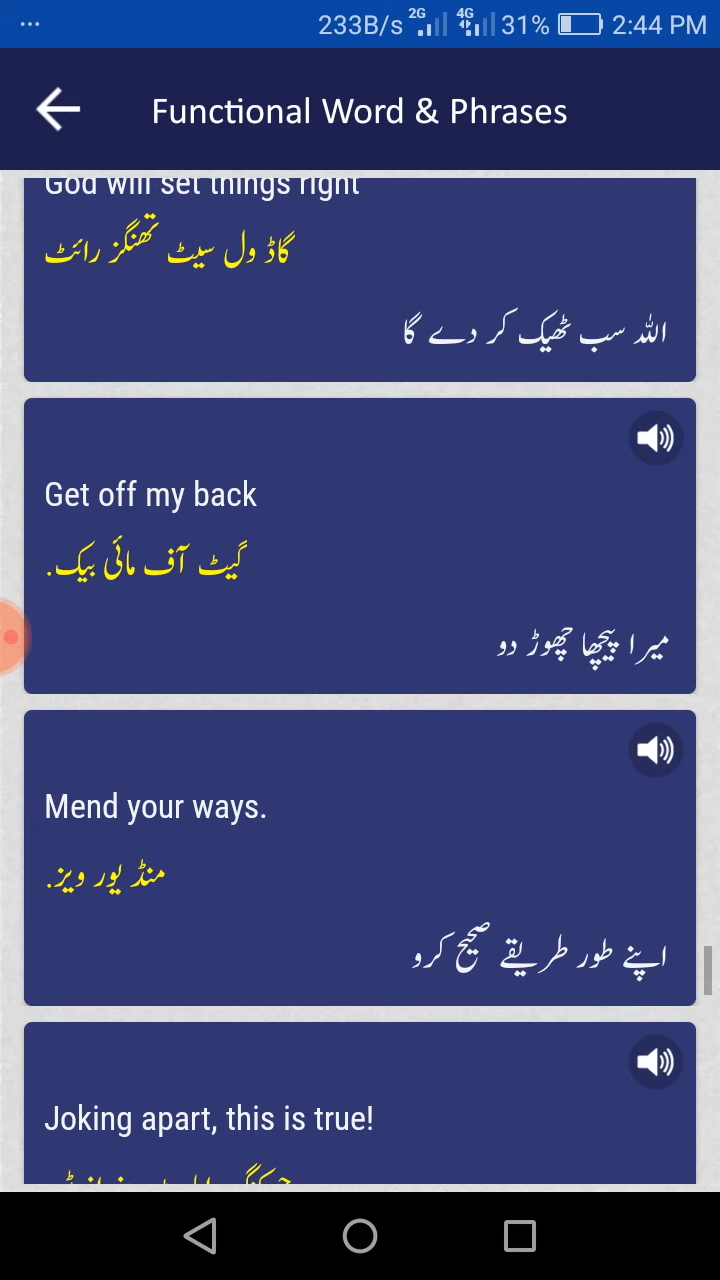 ...
233B/s 2G 4G 31% 2:44 PM
Functional Word & Phrases
God will set things right
گاڈ ول سیٹ تھنگز رائٹ
اللہ سب ٹھیک کر دے گا
Get off my back
گیٹ آف مائی بیک.
میرا پیچھا چھوڑ دو
Mend your ways.
منڈ یور ویز.
اپنے طور طریقے صحیح کرو
Joking apart, this is true!